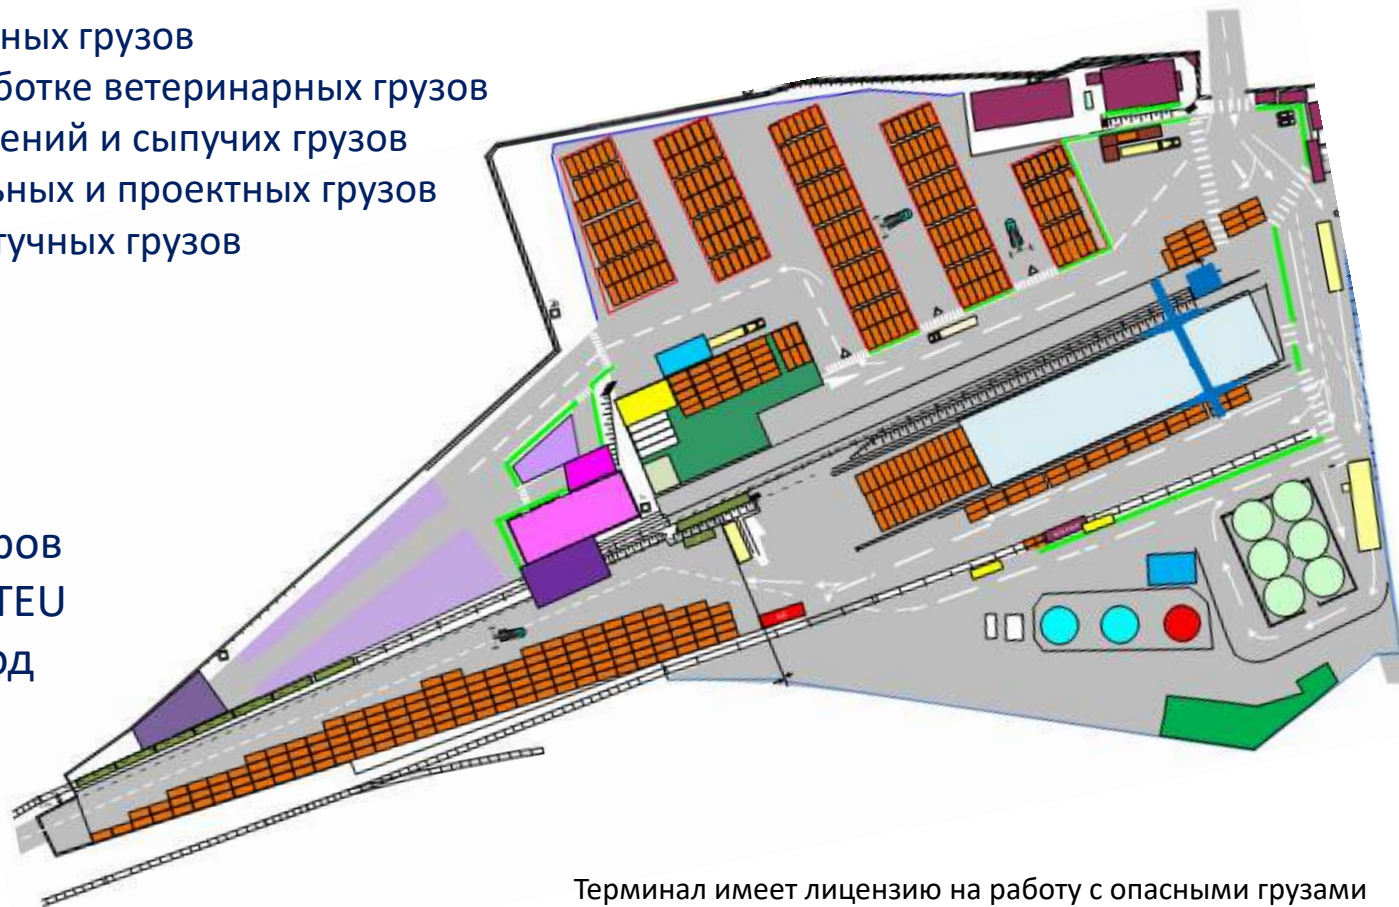 ных грузов
ботке ветеринарных грузов
ений и сыпучих грузов
ьных и проектных грузов
тучных грузов
ров
TEU
од
Терминал имеет лицензию на работу с опасными грузами